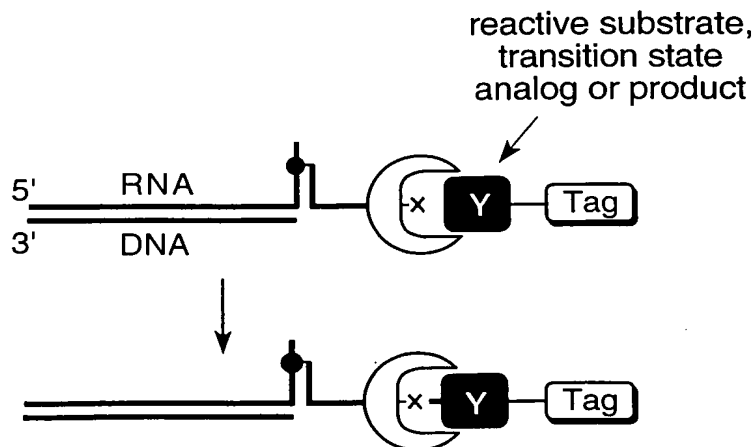 reactive substrate,
transition state
analog or product
5' RNA
x Y Tag
3' DNA
x Y Tag